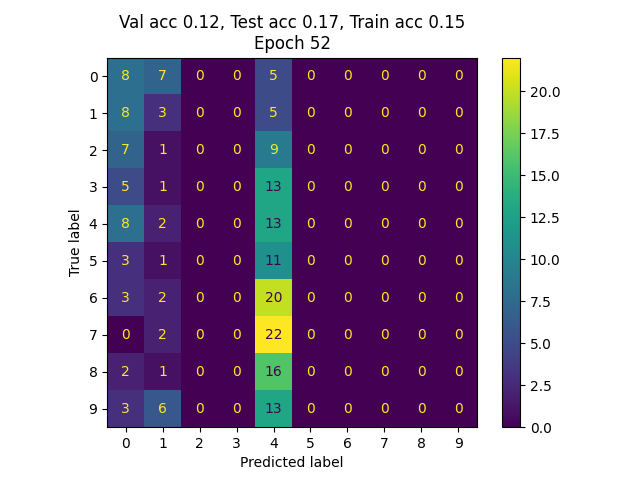 Val acc 0.12, Test acc 0.17, Train acc 0.15
Epoch 52
0 8 7 0 0 5 0 0 0 0 0
1 8 3 0 0 5 0 0 0 0 0
2 7 1 0 0 9 0 0 0 0 0
3 5 1 0 0 13 0 0 0 0 0
4 8 2 0 0 13 0 0 0 0 0
5 3 1 0 0 11 0 0 0 0 0
6 3 2 0 0 20 0 0 0 0 0
7 0 2 0 0 22 0 0 0 0 0
8 2 1 0 0 16 0 0 0 0 0
9 3 6 0 0 13 0 0 0 0 0
0 1 2 3 4 5 6 7 8 9
Predicted label
True label
20.0
17.5
15.0
12.5
10.0
7.5
5.0
2.5
0.0